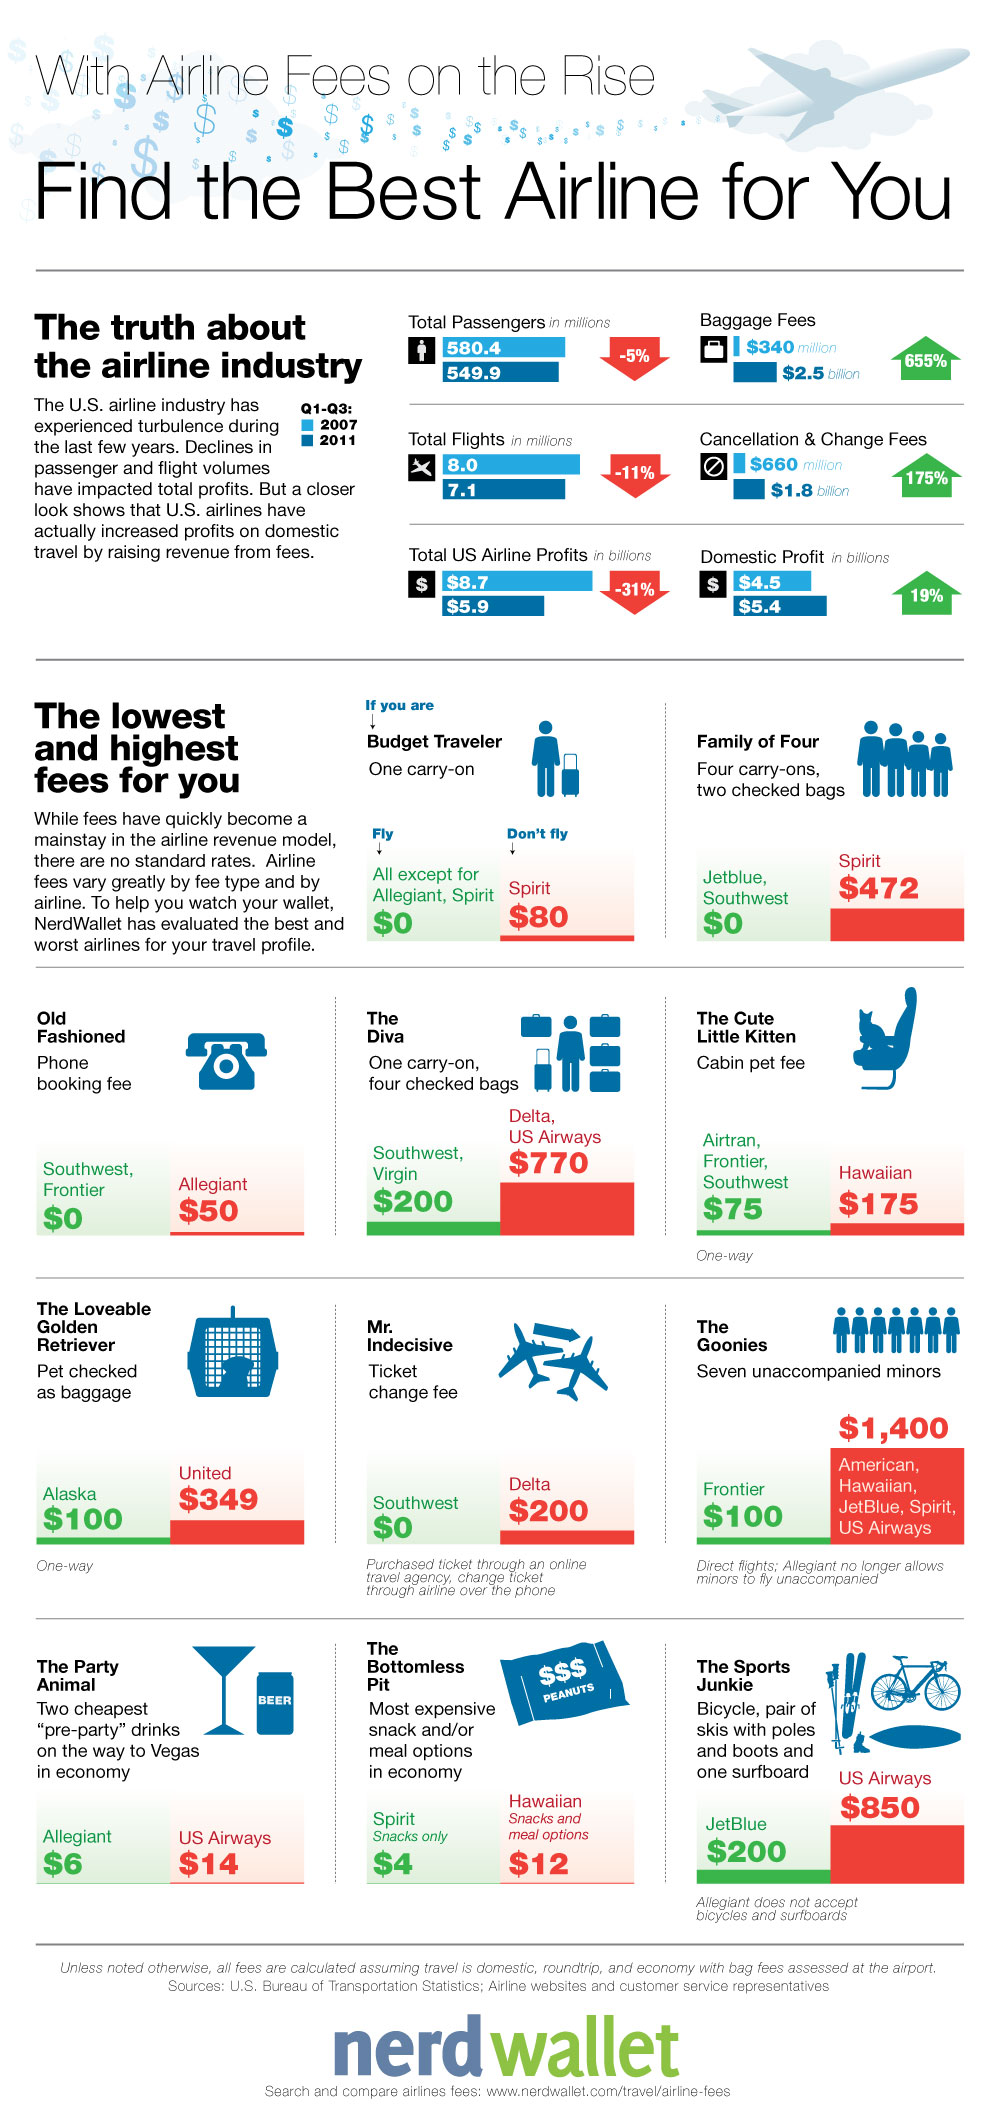 With Airline Fees on the Rise
Find the Best Airline for You
The truth about
the airline industry
The U.S. airline industry has
experienced turbulence during
the last few years. Declines in
passenger and flight volumes
have impacted total profits. But a closer
look shows that U.S. airlines have
actually increased profits on domestic
travel by raising revenue from fees.
Q1-Q3:
2007
2011
Total Passengers in millions
580.4
549.9
-5%
Baggage Fees
$340 million
$2.5 billion
655%
Total Flights in millions
8.0
7.1
-11%
Cancellation & Change Fees
$660 million
$1.8 billion
175%
Total US Airline Profits in billions
$
$8.7
$5.9
-31%
Domestic Profit in billions
$
$4.5
$5.4
19%
The lowest
and highest
fees for you
While fees have quickly become a
mainstay in the airline revenue model,
there are no standard rates. Airline
fees vary greatly by fee type and by
airline. To help you watch your wallet,
NerdWallet has evaluated the best and
worst airlines for your travel profile.
If you are
Budget Traveler
One carry-on
Fly
All except for
Allegiant, Spirit
$0
Don't fly
Spirit
$80
Family of Four
Four carry-ons,
two checked bags
Jetblue,
Southwest
$0
Spirit
$472
Old
Fashioned
Phone
booking fee
Southwest,
Frontier
$0
Allegiant
$50
The
Diva
One carry-on,
four checked bags
Southwest,
Virgin
$200
Delta,
US Airways
$770
The Cute
Little Kitten
Cabin pet fee
Airtran,
Frontier,
Southwest
$75
Hawaiian
$175
One-way
The Loveable
Golden
Retriever
Pet checked
as baggage
Alaska
$100
United
$349
One-way
Mr.
Indecisive
Ticket
change fee
Southwest
$0
Delta
$200
Purchased ticket through an online
travel agency, change ticket
through airline over the phone
The
Goonies
Seven unaccompanied minors
Frontier
$100
$1,400
American,
Hawaiian,
JetBlue, Spirit,
US Airways
Direct flights; Allegiant no longer allows
minors to fly unaccompanied
The Party
Animal
Two cheapest
"pre-party" drinks
on the way to Vegas
in economy
BEER
Allegiant
$6
US Airways
$14
The
Bottomless
Pit
Most expensive
snack and/or
meal options
in economy
$$$
PEANUTS
Spirit
Snacks only
$4
Hawaiian
Snacks and
meal options
$12
The Sports
Junkie
Bicycle, pair of
skis with poles
and boots and
one surfboard
JetBlue
$200
US Airways
$850
Allegiant does not accept
bicycles and surfboards
Unless noted otherwise, all fees are calculated assuming travel is domestic, roundtrip, and economy with bag fees assessed at the airport.
Sources: U.S. Bureau of Transportation Statistics; Airline websites and customer service representatives
nerdwallet
Search and compare airlines fees: www.nerdwallet.com/travel/airline-fees